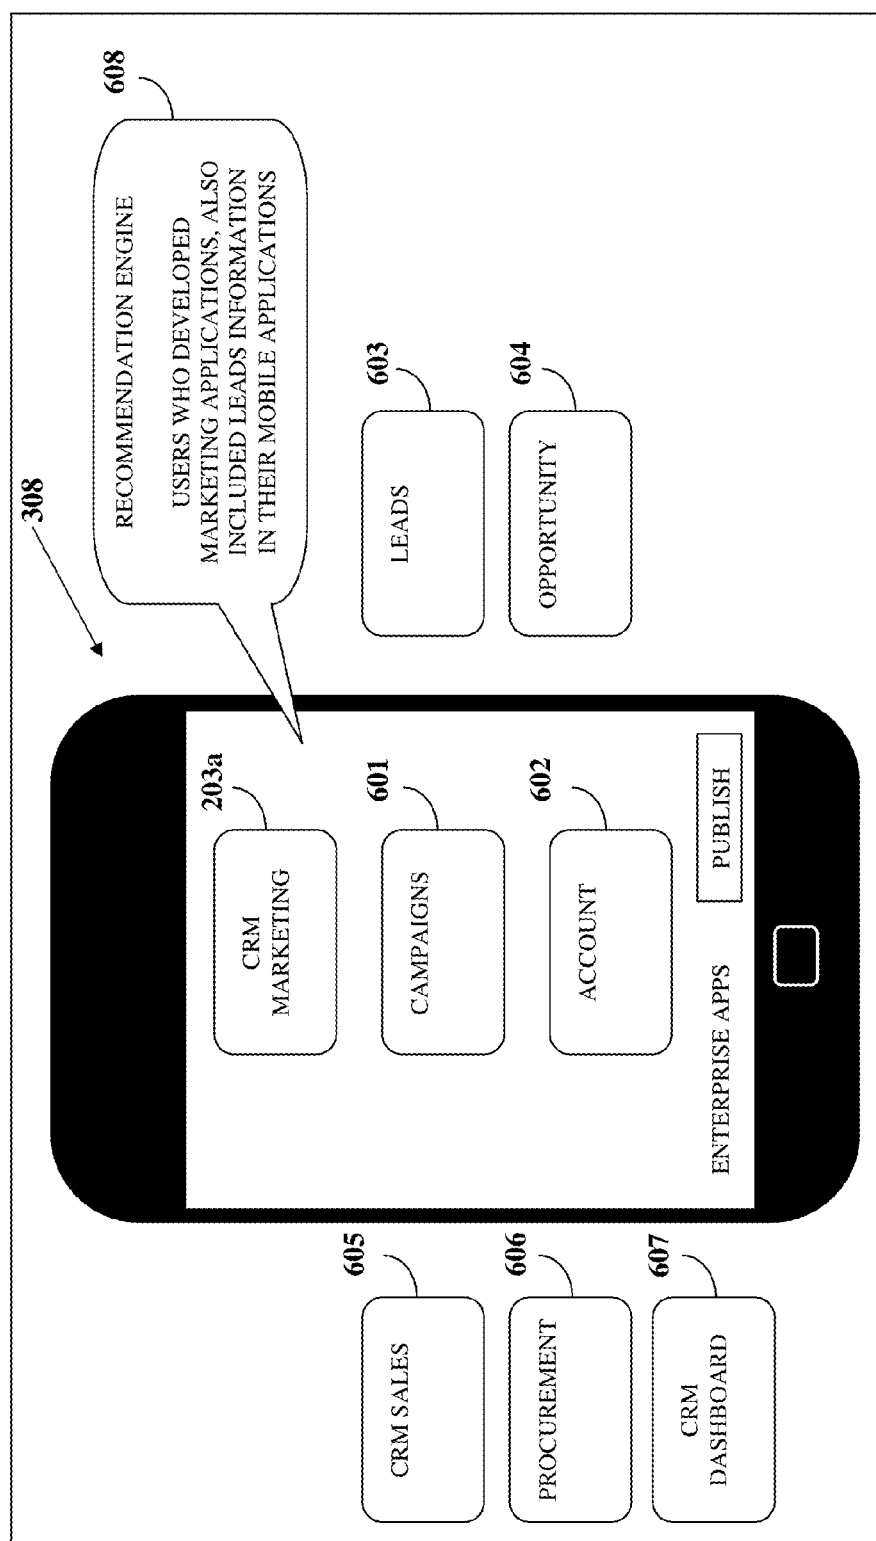 308
608
RECOMMENDATION ENGINE
USERS WHO DEVELOPED
MARKETING APPLICATIONS, ALSO
INCLUDED LEADS INFORMATION
IN THEIR MOBILE APPLICATIONS
203a
CRM
MARKETING
605
CRM SALES
601
CAMPAIGNS
603
LEADS
606
PROCUREMENT
602
ACCOUNT
604
OPPORTUNITY
607
CRM
DASHBOARD
ENTERPRISE APPS
PUBLISH